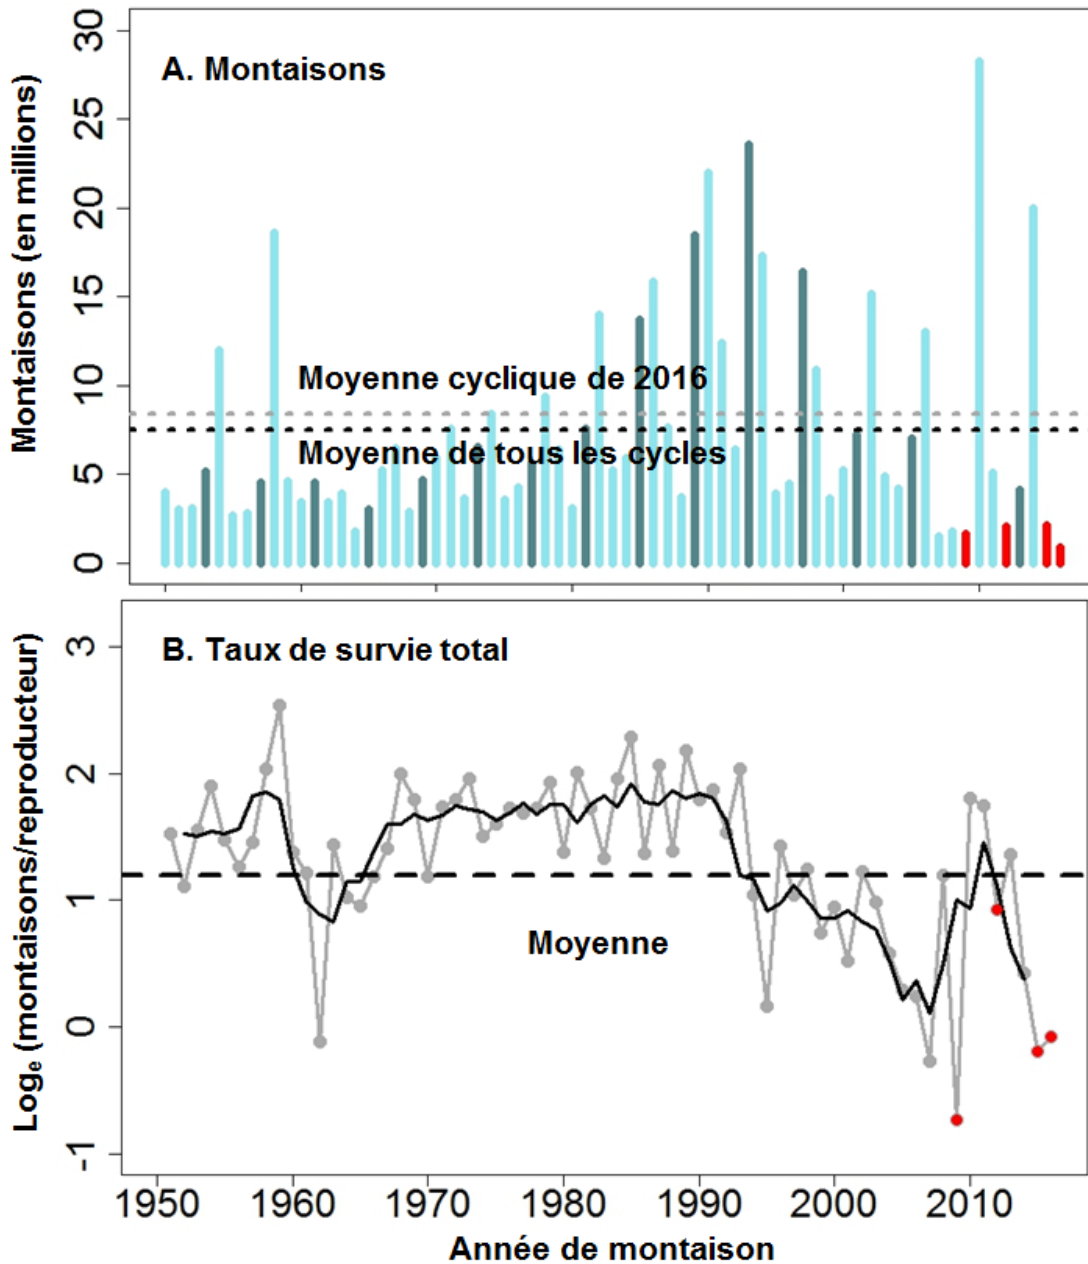 A. Montaisons
Montaisons (en millions)
30
25
20
15
10
5
0
Moyenne cyclique de 2016
Moyenne de tous les cycles
B. Taux de survie total
Logₑ (montaisons/reproducteur)
3
2
1
0
-1
Moyenne
1950 1960 1970 1980 1990 2000 2010
Année de montaison